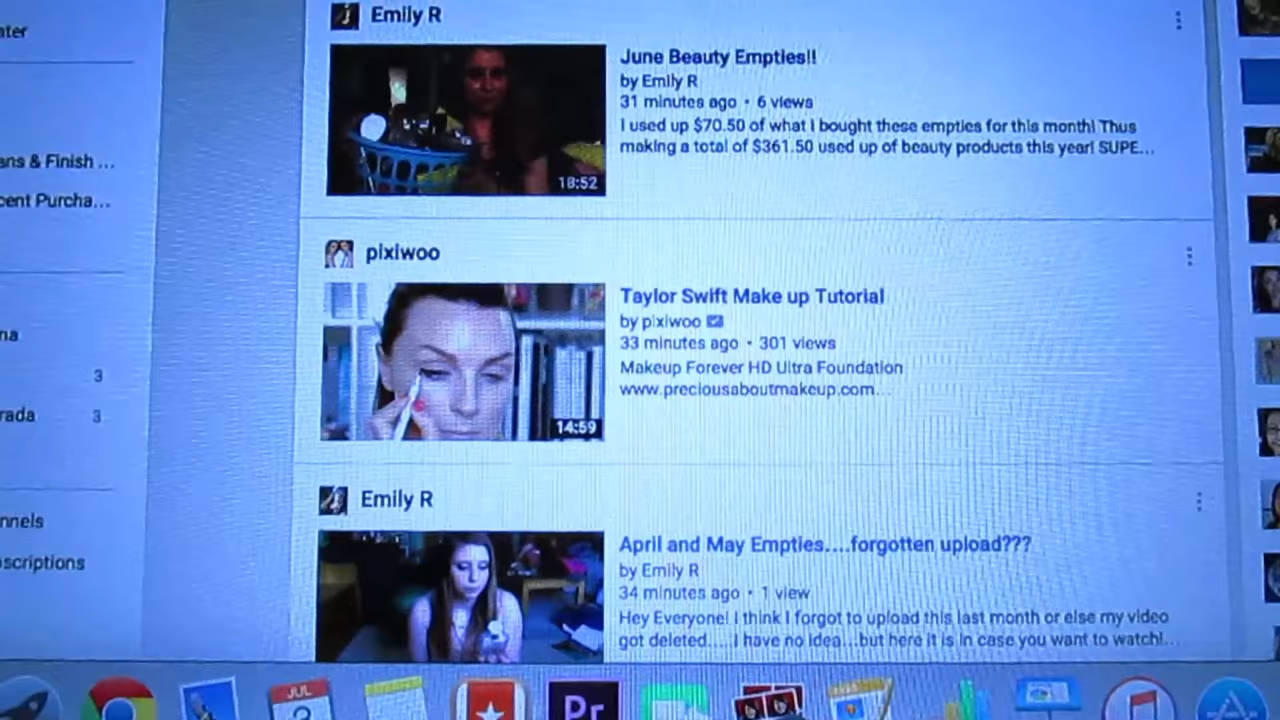 ater
ans & Finish ...
cent Purcha...
na
3
rada 3
nnels
scriptions
Emily R
June Beauty Empties!!
by Emily R
31 minutes ago • 6 views
I used up $70.50 of what I bought these empties for this month! Thus
making a total of $361.50 used up of beauty products this year! SUPE...
18:52
pixiwoo
Taylor Swift Make up Tutorial
by pixiwoo
33 minutes ago • 301 views
Makeup Forever HD Ultra Foundation
www.preciousaboutmakeup.com...
14:59
Emily R
April and May Empties....forgotten upload???
by Emily R
34 minutes ago • 1 view
Hey Everyone! I think I forgot to upload this last month or else my video
got deleted.....I have no idea...but here it is in case you want to watch!...
JUL
Pr